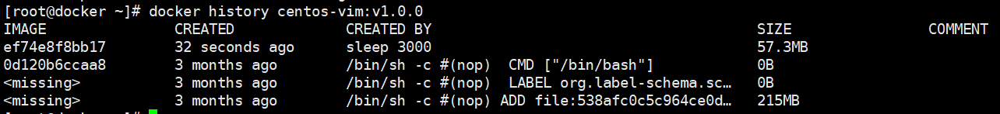 [root@docker ~]# docker history centos-vim:v1.0.0
IMAGE CREATED CREATED BY SIZE COMMENT
ef74e8f8bb17 32 seconds ago sleep 3000 57.3MB
0d120b6ccaa8 3 months ago /bin/sh -c #(nop) CMD ["/bin/bash"] 0B
<missing> 3 months ago /bin/sh -c #(nop) LABEL org.label-schema.sc… 0B
<missing> 3 months ago /bin/sh -c #(nop) ADD file:538afc0c5c964ce0d… 215MB